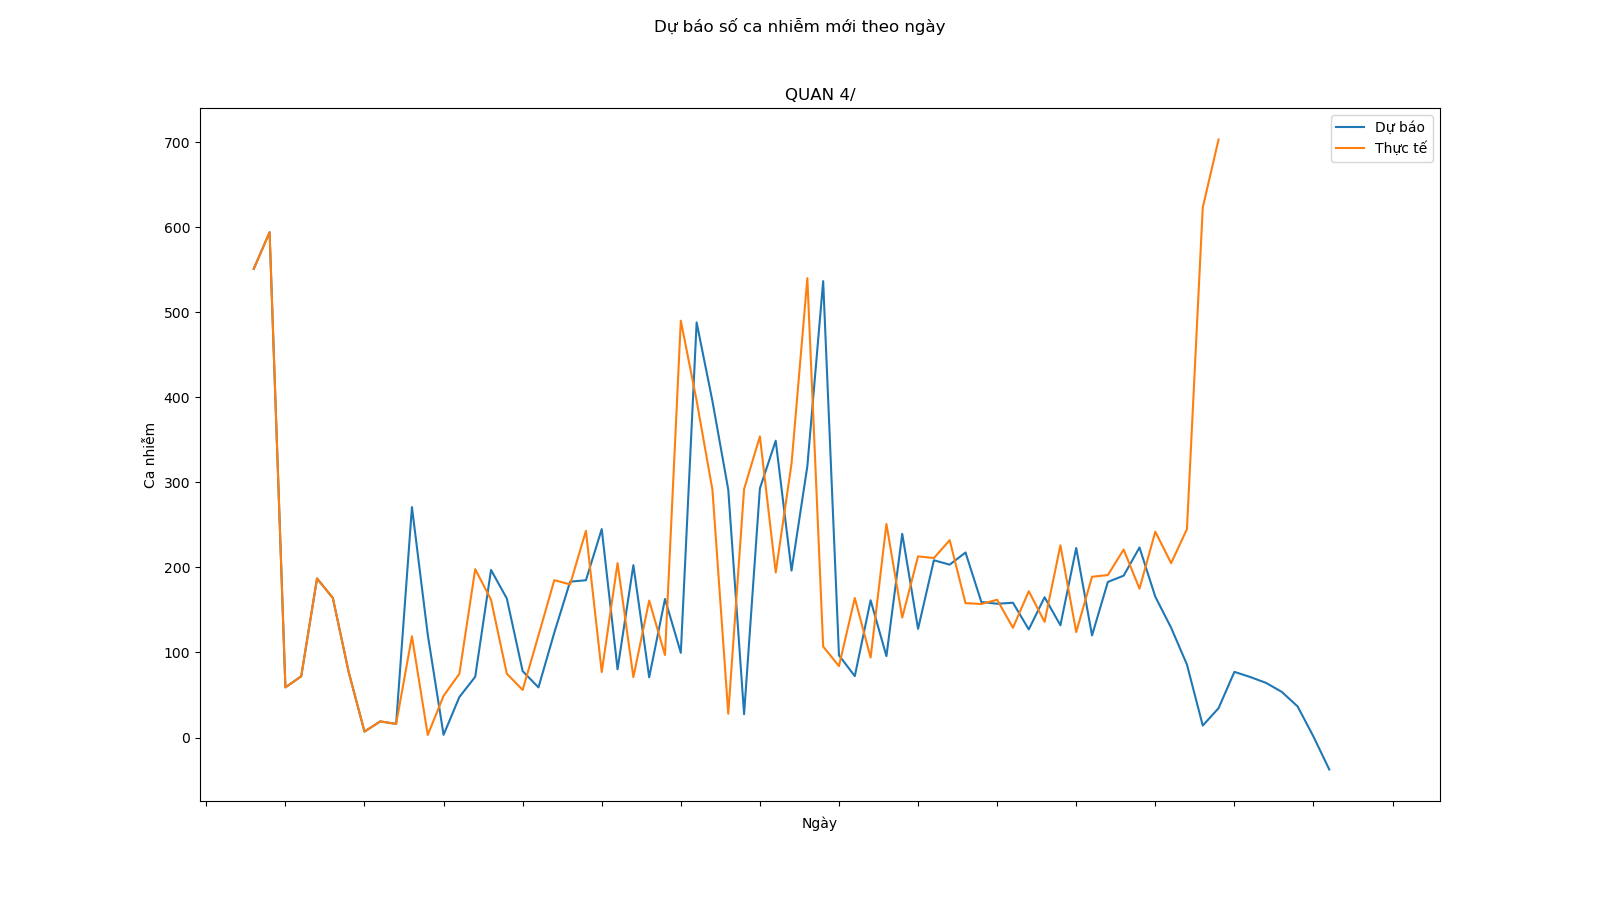 Dự báo số ca nhiễm mới theo ngày
QUAN 4/
Dự báo
Thực tế
700
600
500
400
300
200
100
0
Ca nhiễm
Ngày